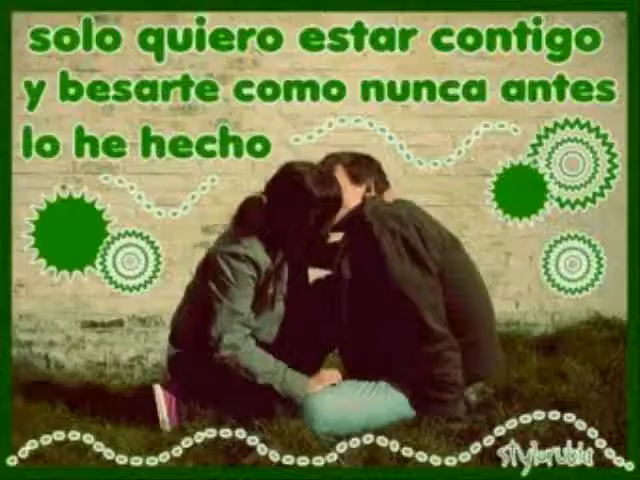 solo quiero estar contigo
y besarte como nunca antes
lo he hecho